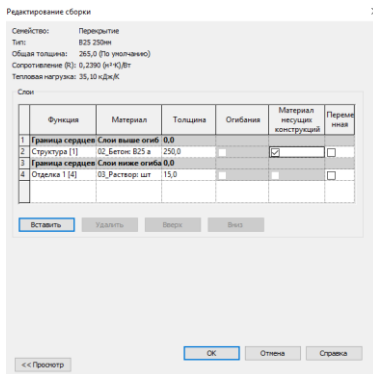 Редактирование сборки
Семейство: Перекрытие
Тип: B25 250мм
Общая толщина: 265,0 (По умолчанию)
Сопротивление (R): 0,2390 (м²·К)/Вт
Тепловая нагрузка: 35,10 кДж/К
Слои
Функция Материал Толщина Огибания Материал несущих конструкций Переме нная
1 Граница сердцев Слои выше огиб 0,0
2 Структура [1] 02_Бетон: B25 a 250,0
3 Граница сердцев Слои ниже огиба 0,0
4 Отделка 1 [4] 03_Раствор: шт 15,0
Вставить Удалить Вверх Вниз
OK Отмена Справка
<< Просмотр